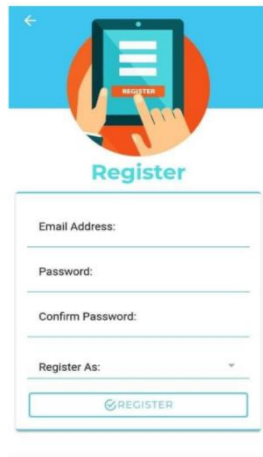 REGISTER
Register
Email Address:
Password:
Confirm Password:
Register As:
REGISTER